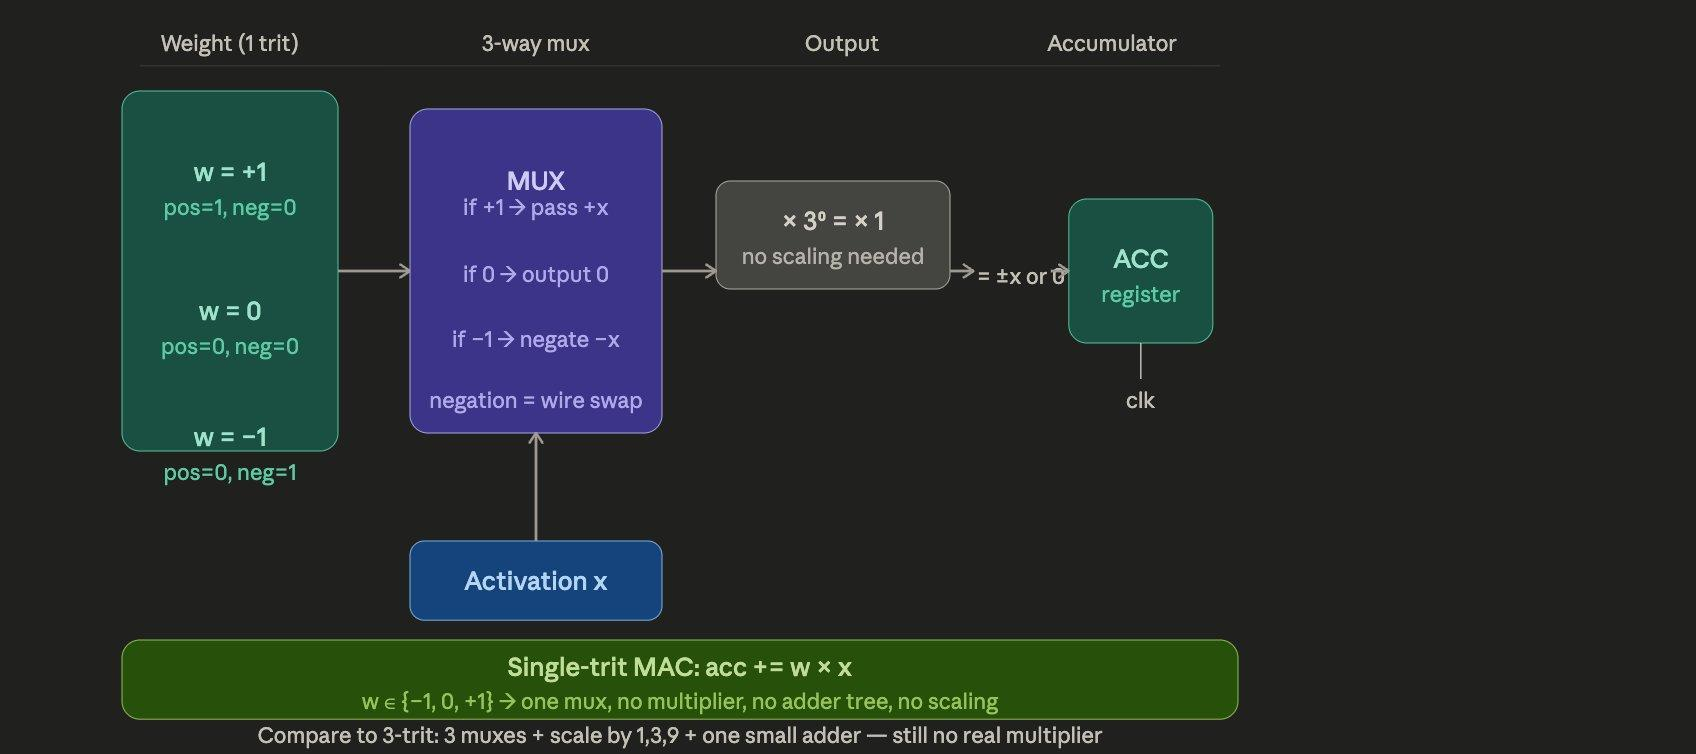 Weight (1 trit)
3-way mux
Output
Accumulator
w = +1
pos=1, neg=0
w = 0
pos=0, neg=0
w = −1
pos=0, neg=1
MUX
if +1 → pass +x
if 0 → output 0
if −1 → negate −x
negation = wire swap
× 3⁰ = × 1
no scaling needed
= ±x or 0
ACC
register
clk
Activation x
Single-trit MAC: acc += w × x
w ∈ {−1, 0, +1} → one mux, no multiplier, no adder tree, no scaling
Compare to 3-trit: 3 muxes + scale by 1,3,9 + one small adder — still no real multiplier